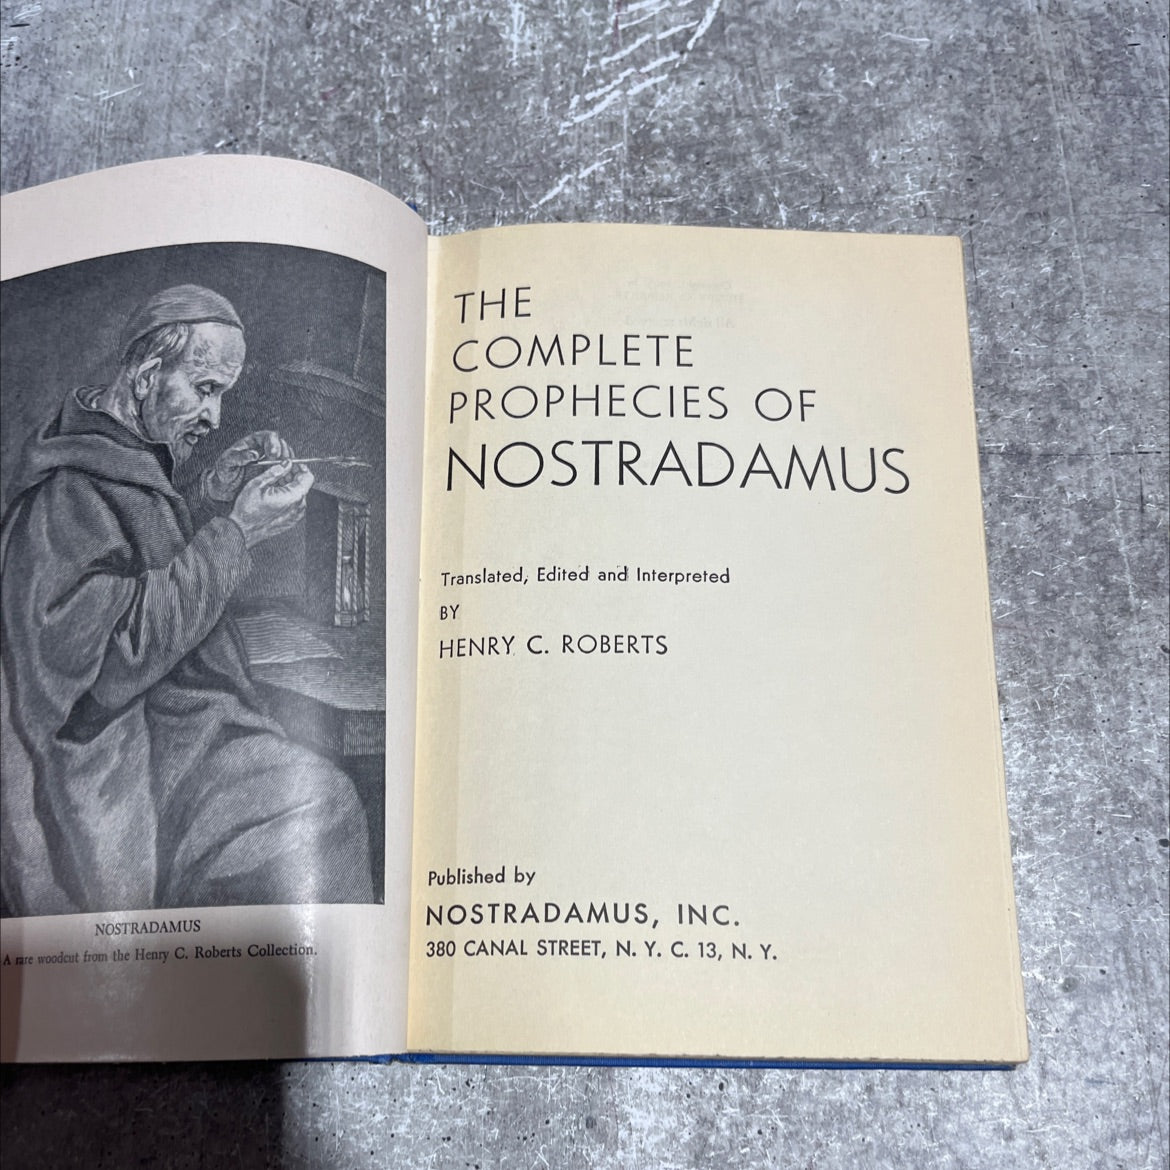 NOSTRADAMUS
A rare woodcut from the Henry C. Roberts Collection.
THE
COMPLETE
PROPHECIES OF
NOSTRADAMUS
Translated, Edited and Interpreted
BY
HENRY C. ROBERTS
Published by
NOSTRADAMUS, INC.
380 CANAL STREET, N. Y. C. 13, N. Y.